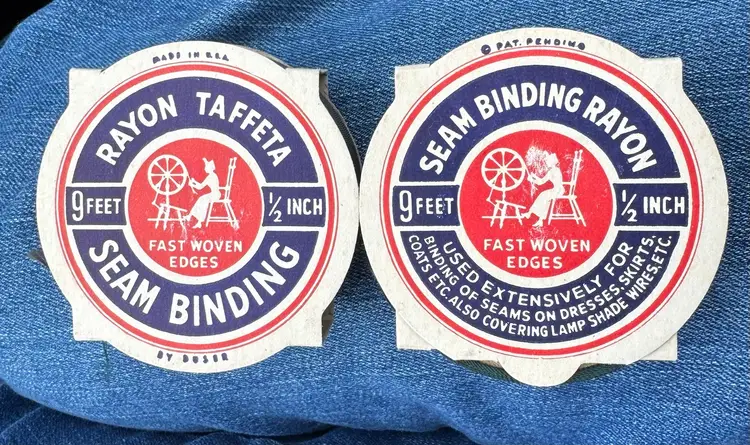 MADE IN U.S.A.
RAYON TAFFETA
9 FEET
1/2 INCH
FAST WOVEN
EDGES
SEAM BINDING
BY DUSER
© PAT. PENDING
SEAM BINDING RAYON
9 FEET
1/2 INCH
FAST WOVEN
EDGES
USED EXTENSIVELY FOR
BINDING OF SEAMS ON DRESSES, SKIRTS,
COATS ETC. ALSO COVERING LAMP SHADE WIRES, ETC.